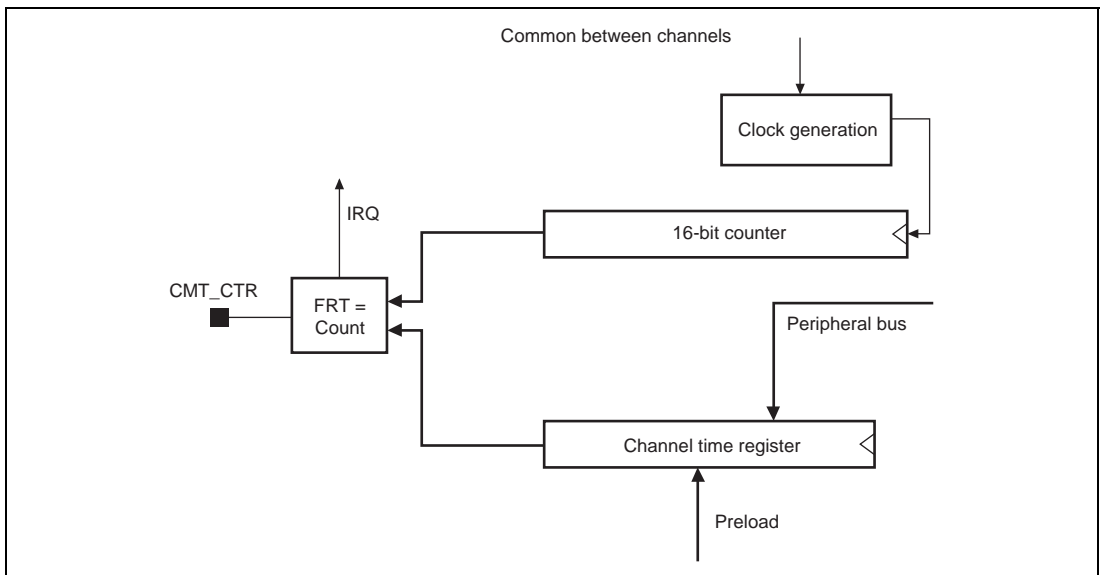 Common between channels
Clock generation
IRQ
16-bit counter
CMT_CTR
FRT =
Count
Peripheral bus
Channel time register
Preload